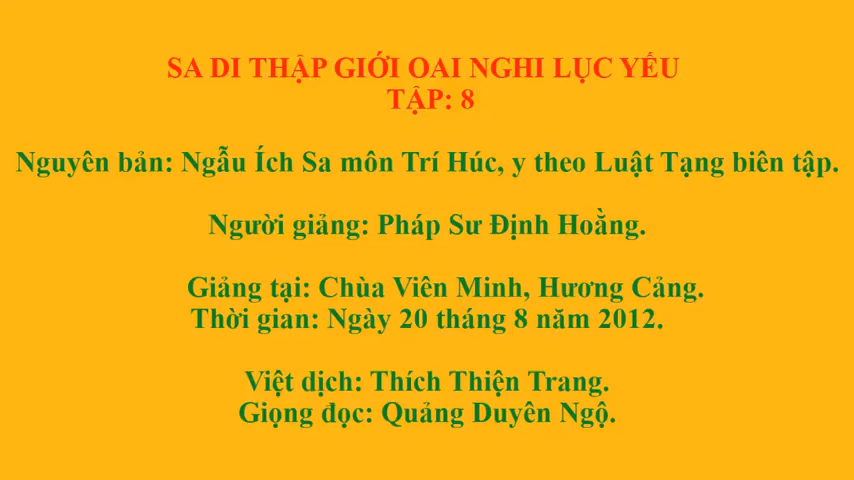 SA DI THẬP GIỚI OAI NGHI LỤC YẾU
TẬP: 8
Nguyên bản: Ngẫu Ích Sa môn Trí Húc, y theo Luật Tạng biên tập.
Người giảng: Pháp Sư Định Hoằng.
Giảng tại: Chùa Viên Minh, Hương Cảng.
Thời gian: Ngày 20 tháng 8 năm 2012.
Việt dịch: Thích Thiện Trang.
Giọng đọc: Quảng Duyên Ngộ.